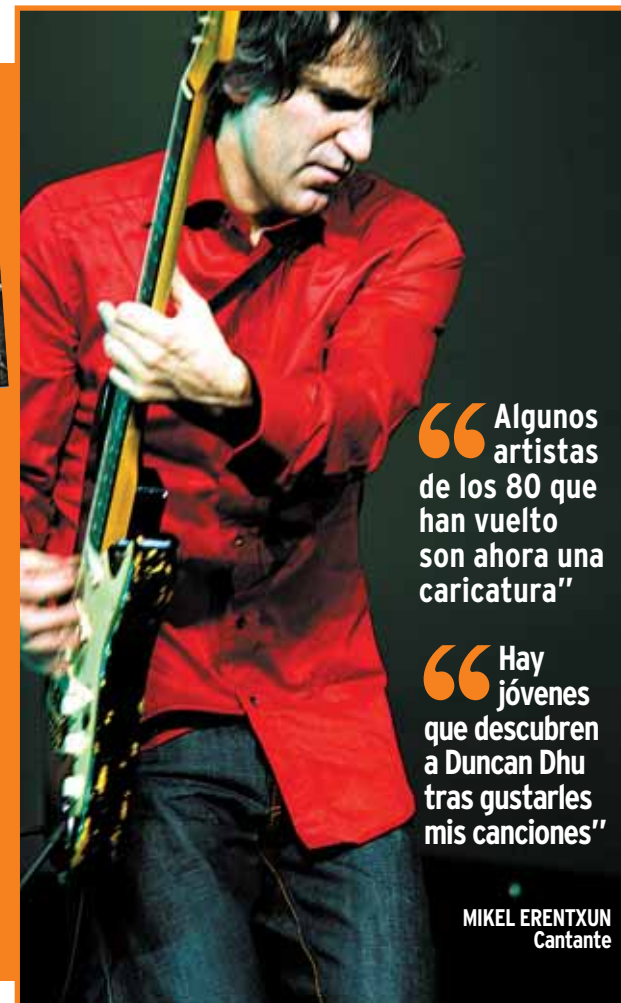 “Algunos
artistas
de los 80 que
han vuelto
son ahora una
caricatura”
“Hay
jóvenes
que descubren
a Duncan Dhu
tras gustarles
mis canciones”
MIKEL ERENTXUN
Cantante